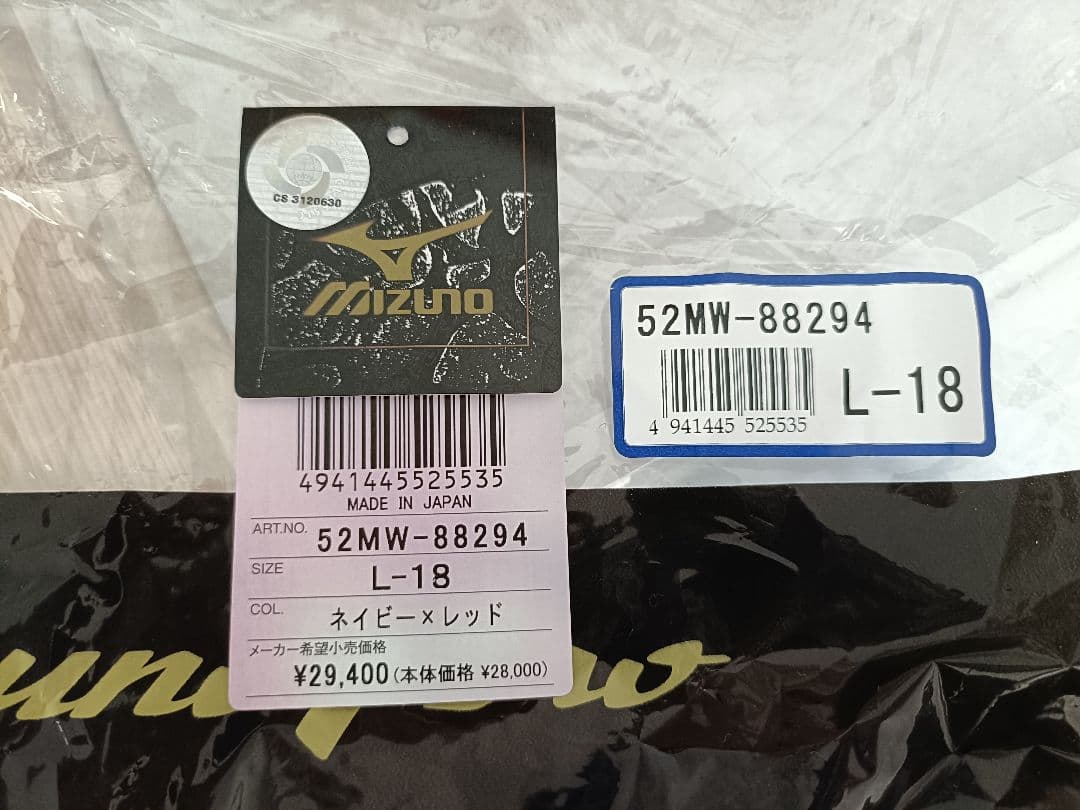 CS 3120630
MIZUNO
4941445525535
MADE IN JAPAN
ART.NO. 52MW-88294
SIZE L-18
COL. ネイビー×レッド
メーカー希望小売価格
¥29,400(本体価格 ¥28,000)
52MW-88294
4 941445 525535
L-18